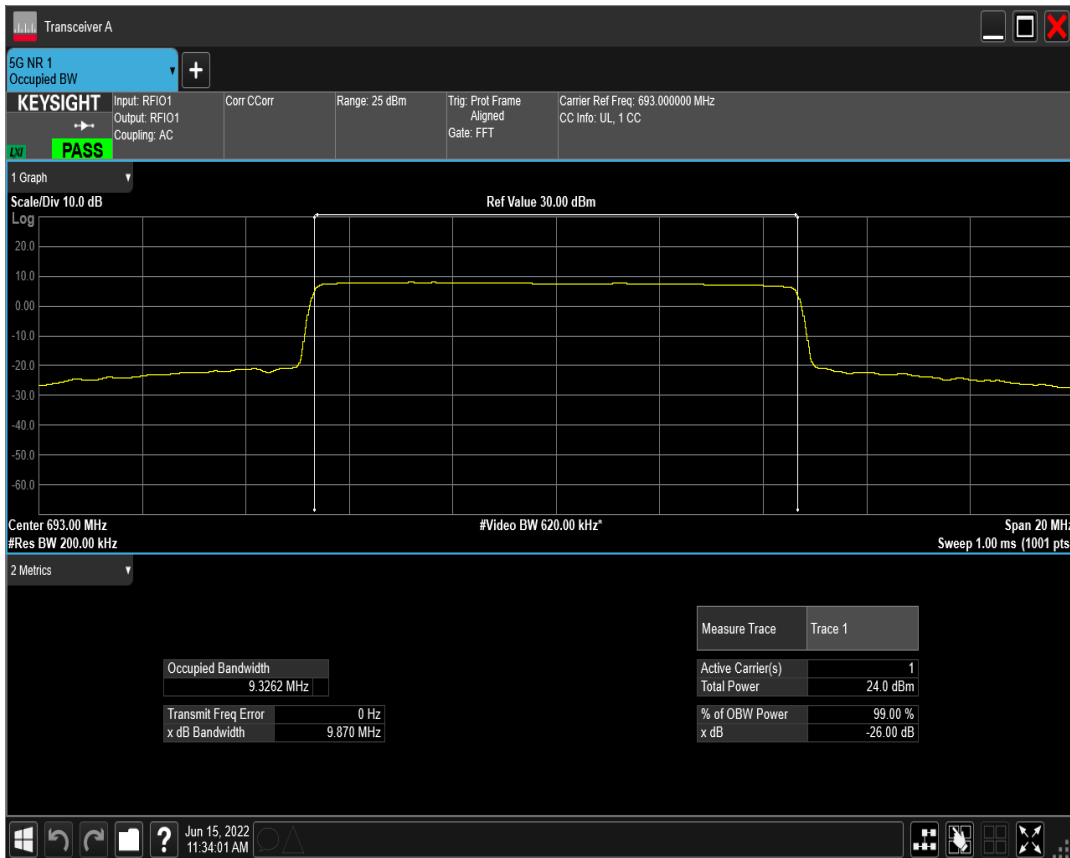 Transceiver A
5G NR 1
Occupied BW
+
KEYSIGHT
LXI
PASS
Input: RFIO1
Output: RFIO1
Coupling: AC
Corr CCorr
Range: 25 dBm
Trig: Prot Frame
Aligned
Gate: FFT
Carrier Ref Freq: 693.000000 MHz
CC Info: UL, 1 CC
1 Graph
Scale/Div 10.0 dB
Ref Value 30.00 dBm
Log
20.0
10.0
0.00
-10.0
-20.0
-30.0
-40.0
-50.0
-60.0
Center 693.00 MHz
#Video BW 620.00 kHz*
Span 20 MHz
#Res BW 200.00 kHz
Sweep 1.00 ms (1001 pts
2 Metrics
Measure Trace Trace 1
Occupied Bandwidth
9.3262 MHz
Active Carrier(s) 1
Total Power 24.0 dBm
Transmit Freq Error 0 Hz
x dB Bandwidth 9.870 MHz
% of OBW Power 99.00 %
x dB -26.00 dB
?
Jun 15, 2022
11:34:01 AM